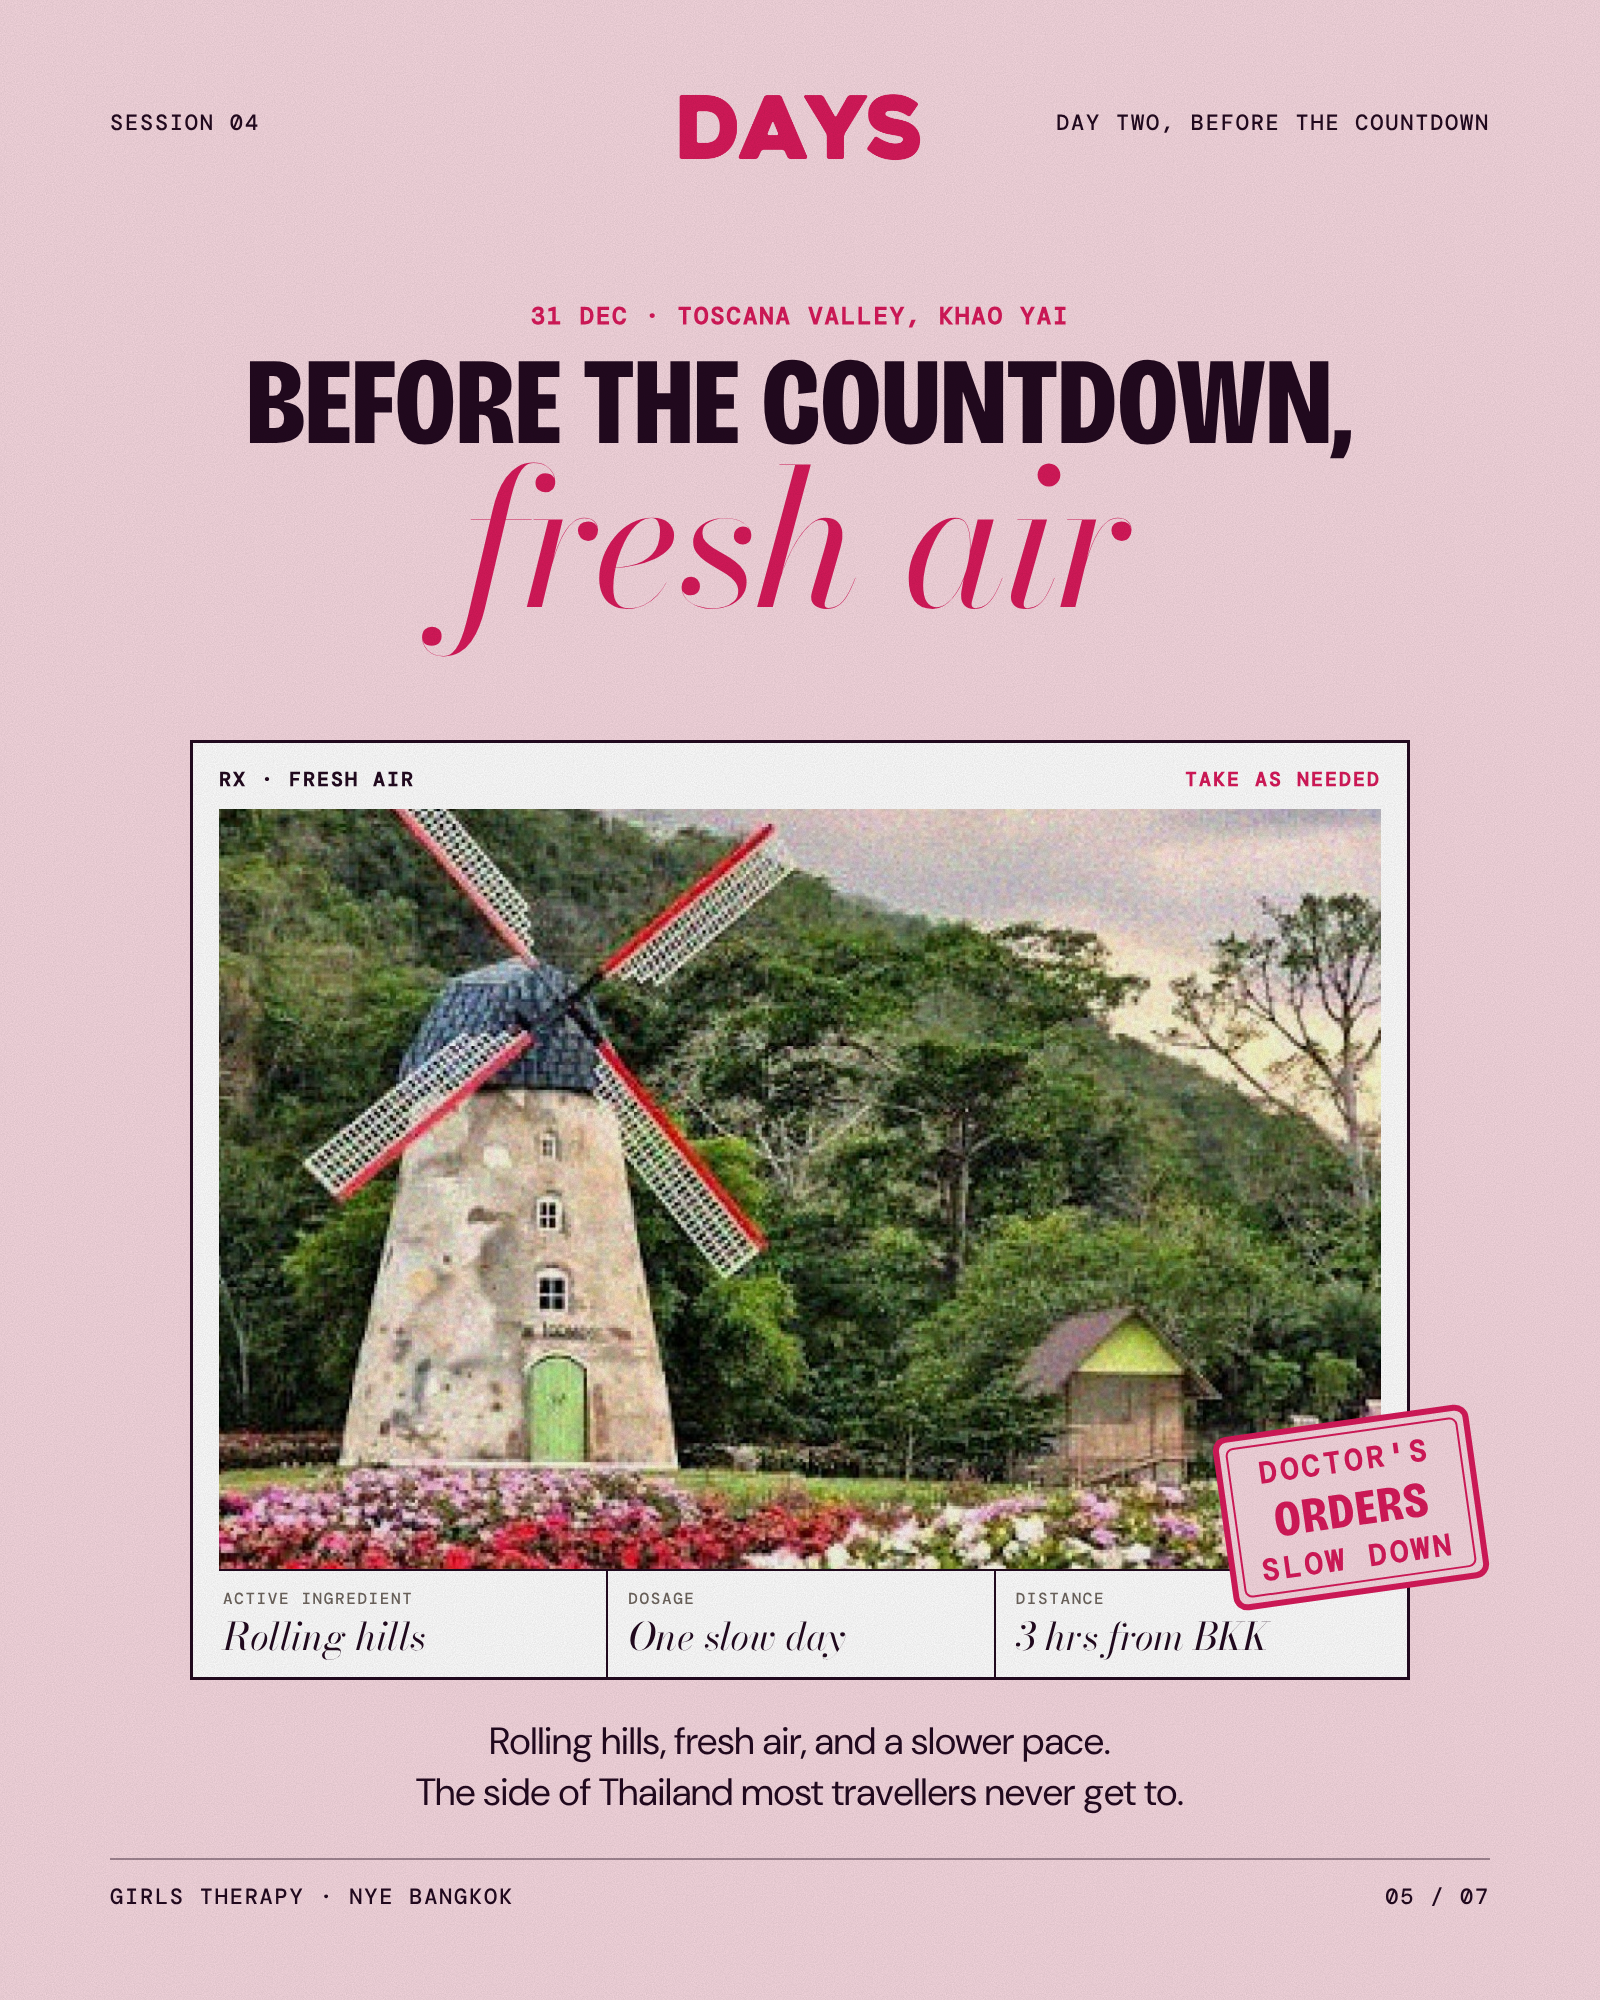 SESSION 04
DAYS
DAY TWO, BEFORE THE COUNTDOWN
31 DEC · TOSCANA VALLEY, KHAO YAI
BEFORE THE COUNTDOWN,
fresh air
RX · FRESH AIR
TAKE AS NEEDED
DOCTOR'S
ORDERS
SLOW DOWN
ACTIVE INGREDIENT
Rolling hills
DOSAGE
One slow day
DISTANCE
3 hrs from BKK
Rolling hills, fresh air, and a slower pace.
The side of Thailand most travellers never get to.
GIRLS THERAPY · NYE BANGKOK
05 / 07